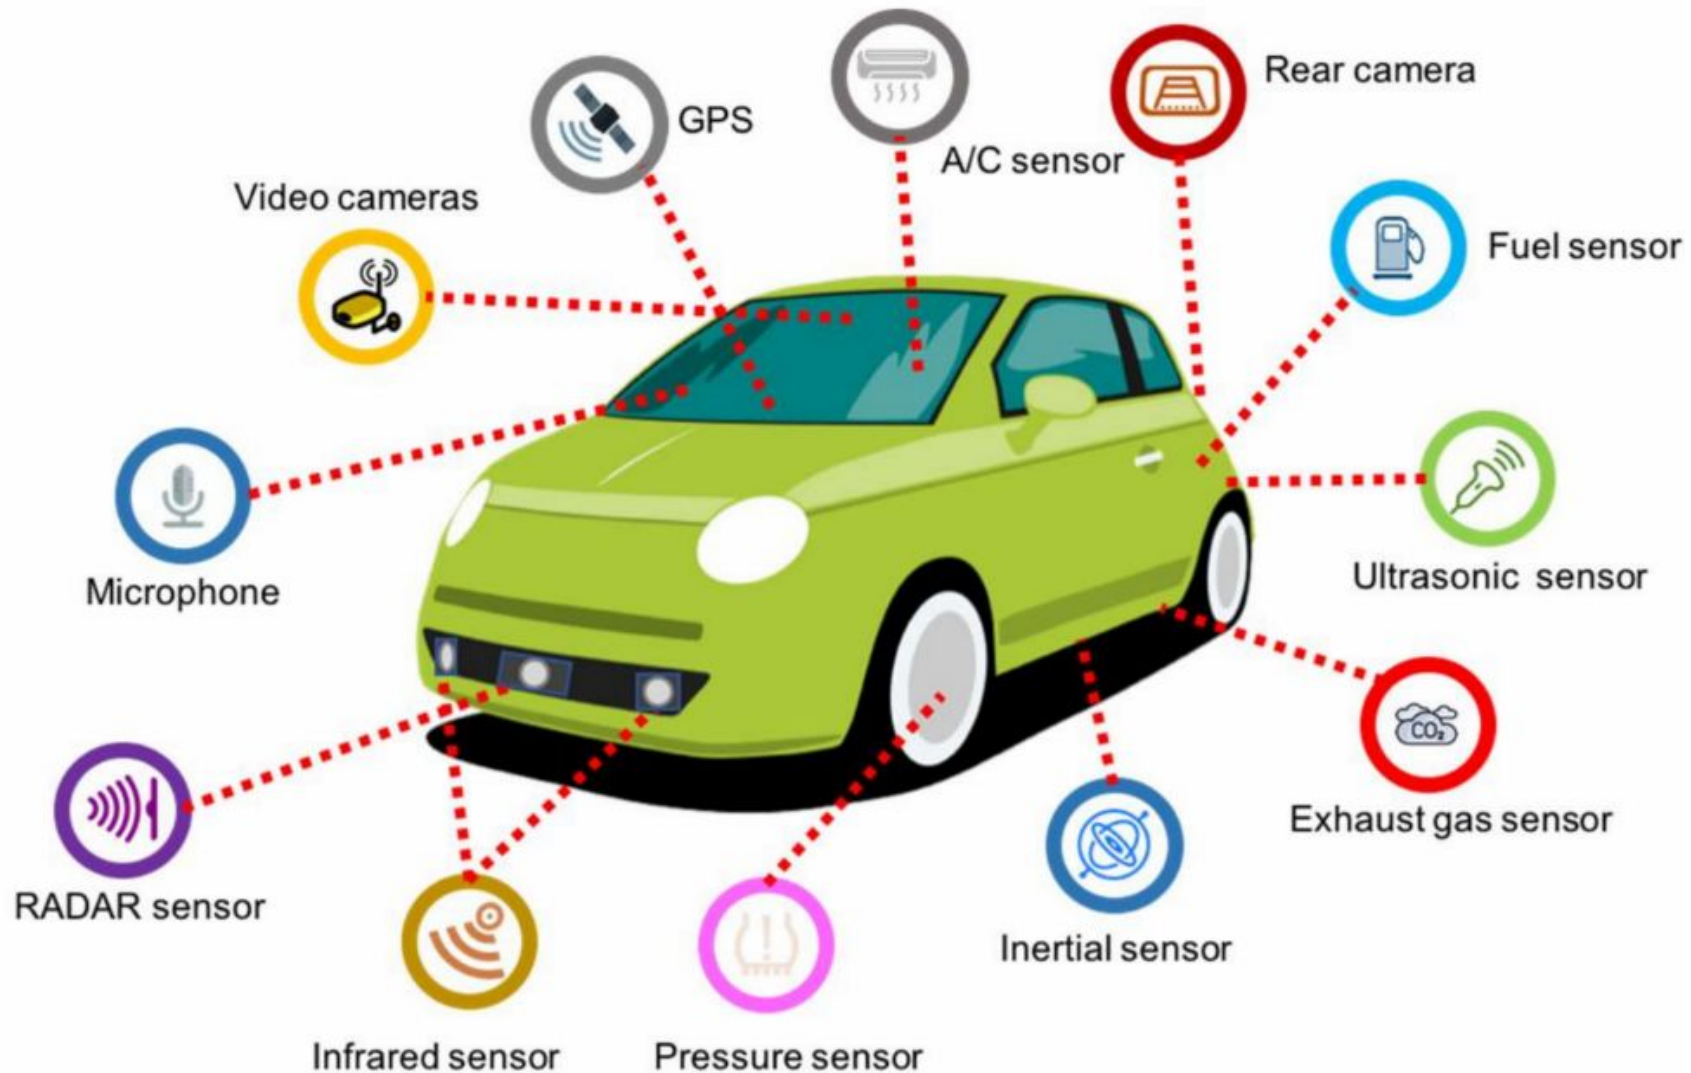 Rear camera
GPS
A/C sensor
Video cameras
Fuel sensor
Ultrasonic sensor
Microphone
CO₂
Exhaust gas sensor
RADAR sensor
Inertial sensor
Infrared sensor
Pressure sensor